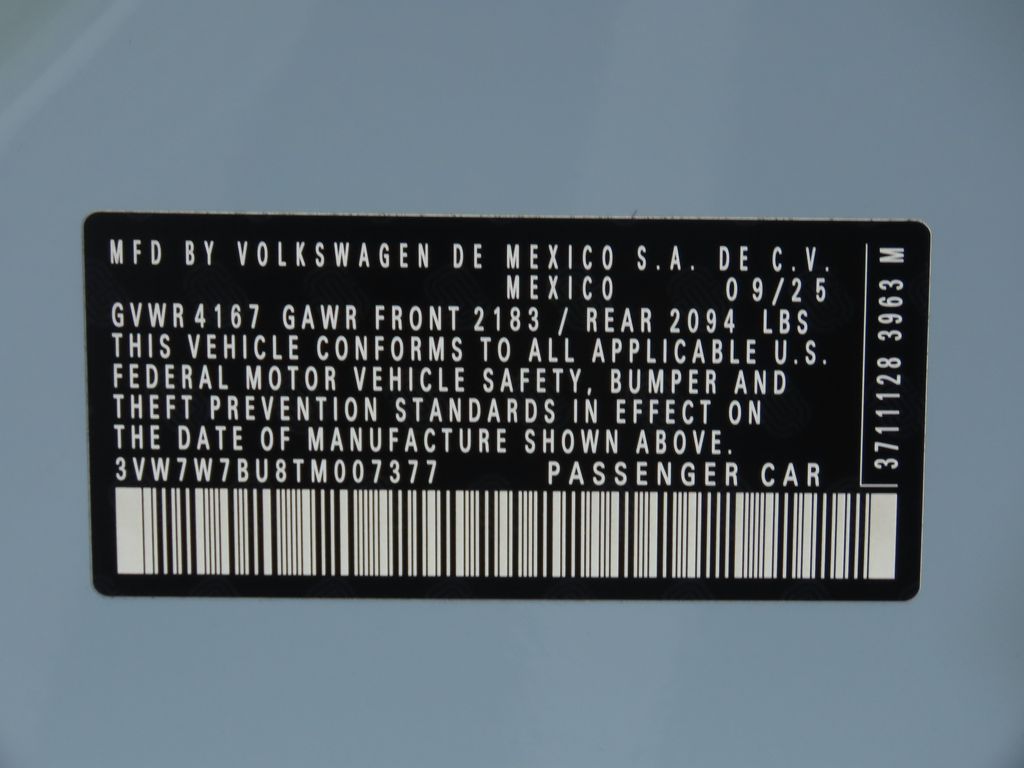 MFD BY VOLKSWAGEN DE MEXICO S.A. DE C.V.
MEXICO 09/25
GVWR 4167 GAWR FRONT 2183 / REAR 2094 LBS
THIS VEHICLE CONFORMS TO ALL APPLICABLE U.S.
FEDERAL MOTOR VEHICLE SAFETY, BUMPER AND
THEFT PREVENTION STANDARDS IN EFFECT ON
THE DATE OF MANUFACTURE SHOWN ABOVE.
3VW7W7BU8TM007377 PASSENGER CAR
37111128 3963 M